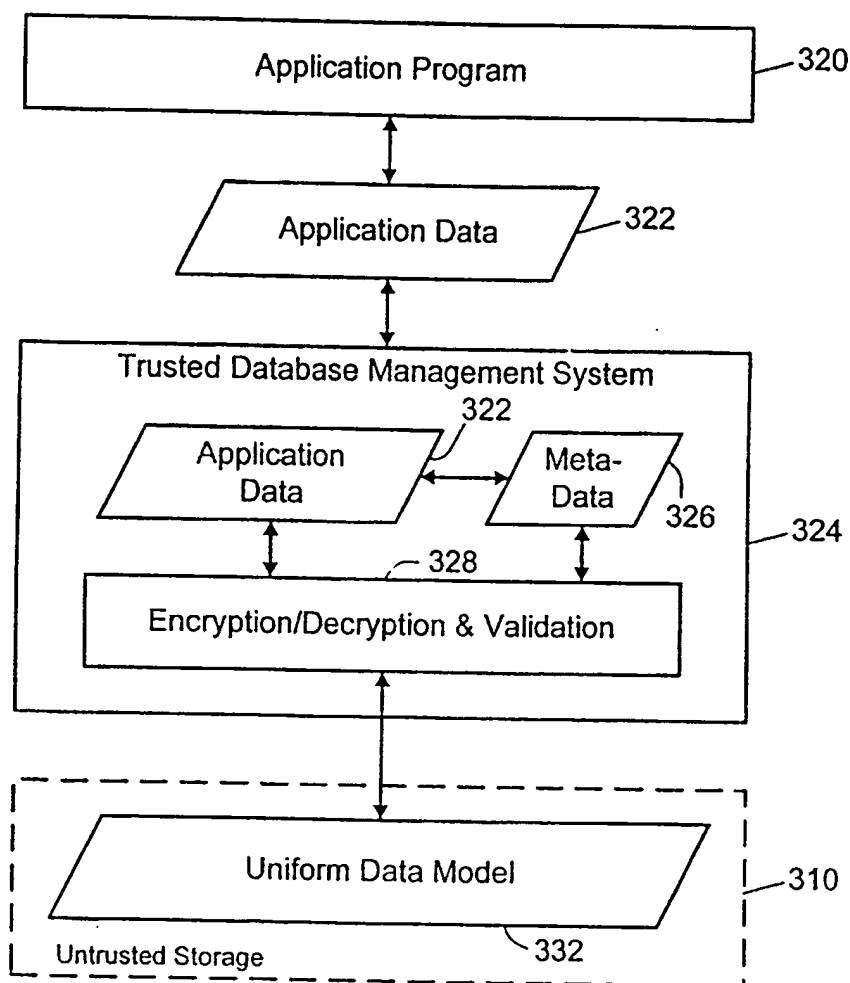 Application Program
320
Application Data
322
Trusted Database Management System
322
Application
Data
Meta-
Data
326
324
328
Encryption/Decryption & Validation
Uniform Data Model
310
332
Untrusted Storage